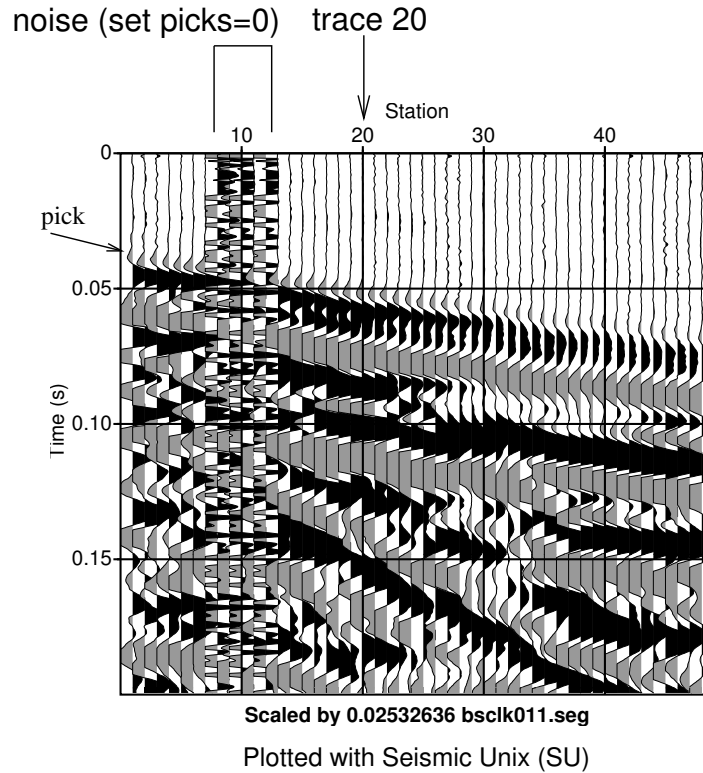 noise (set picks=0) trace 20
Station
10 20 30 40
0
pick
0.05
0.10
0.15
Time (s)
Scaled by 0.02532636 bsclk011.seg
Plotted with Seismic Unix (SU)